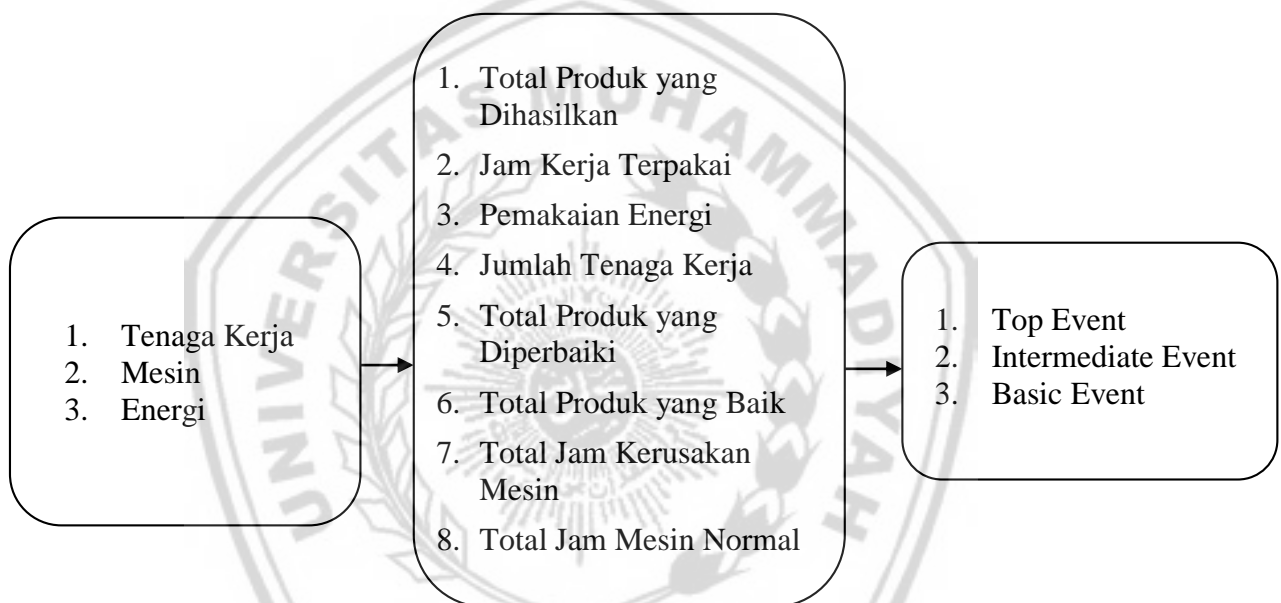 1. Tenaga Kerja
2. Mesin
3. Energi
1. Total Produk yang
Dihasilkan
2. Jam Kerja Terpakai
3. Pemakaian Energi
4. Jumlah Tenaga Kerja
5. Total Produk yang
Diperbaiki
6. Total Produk yang Baik
7. Total Jam Kerusakan
Mesin
8. Total Jam Mesin Normal
1. Top Event
2. Intermediate Event
3. Basic Event
UNIVERSITAS MUHAMMADIYAH